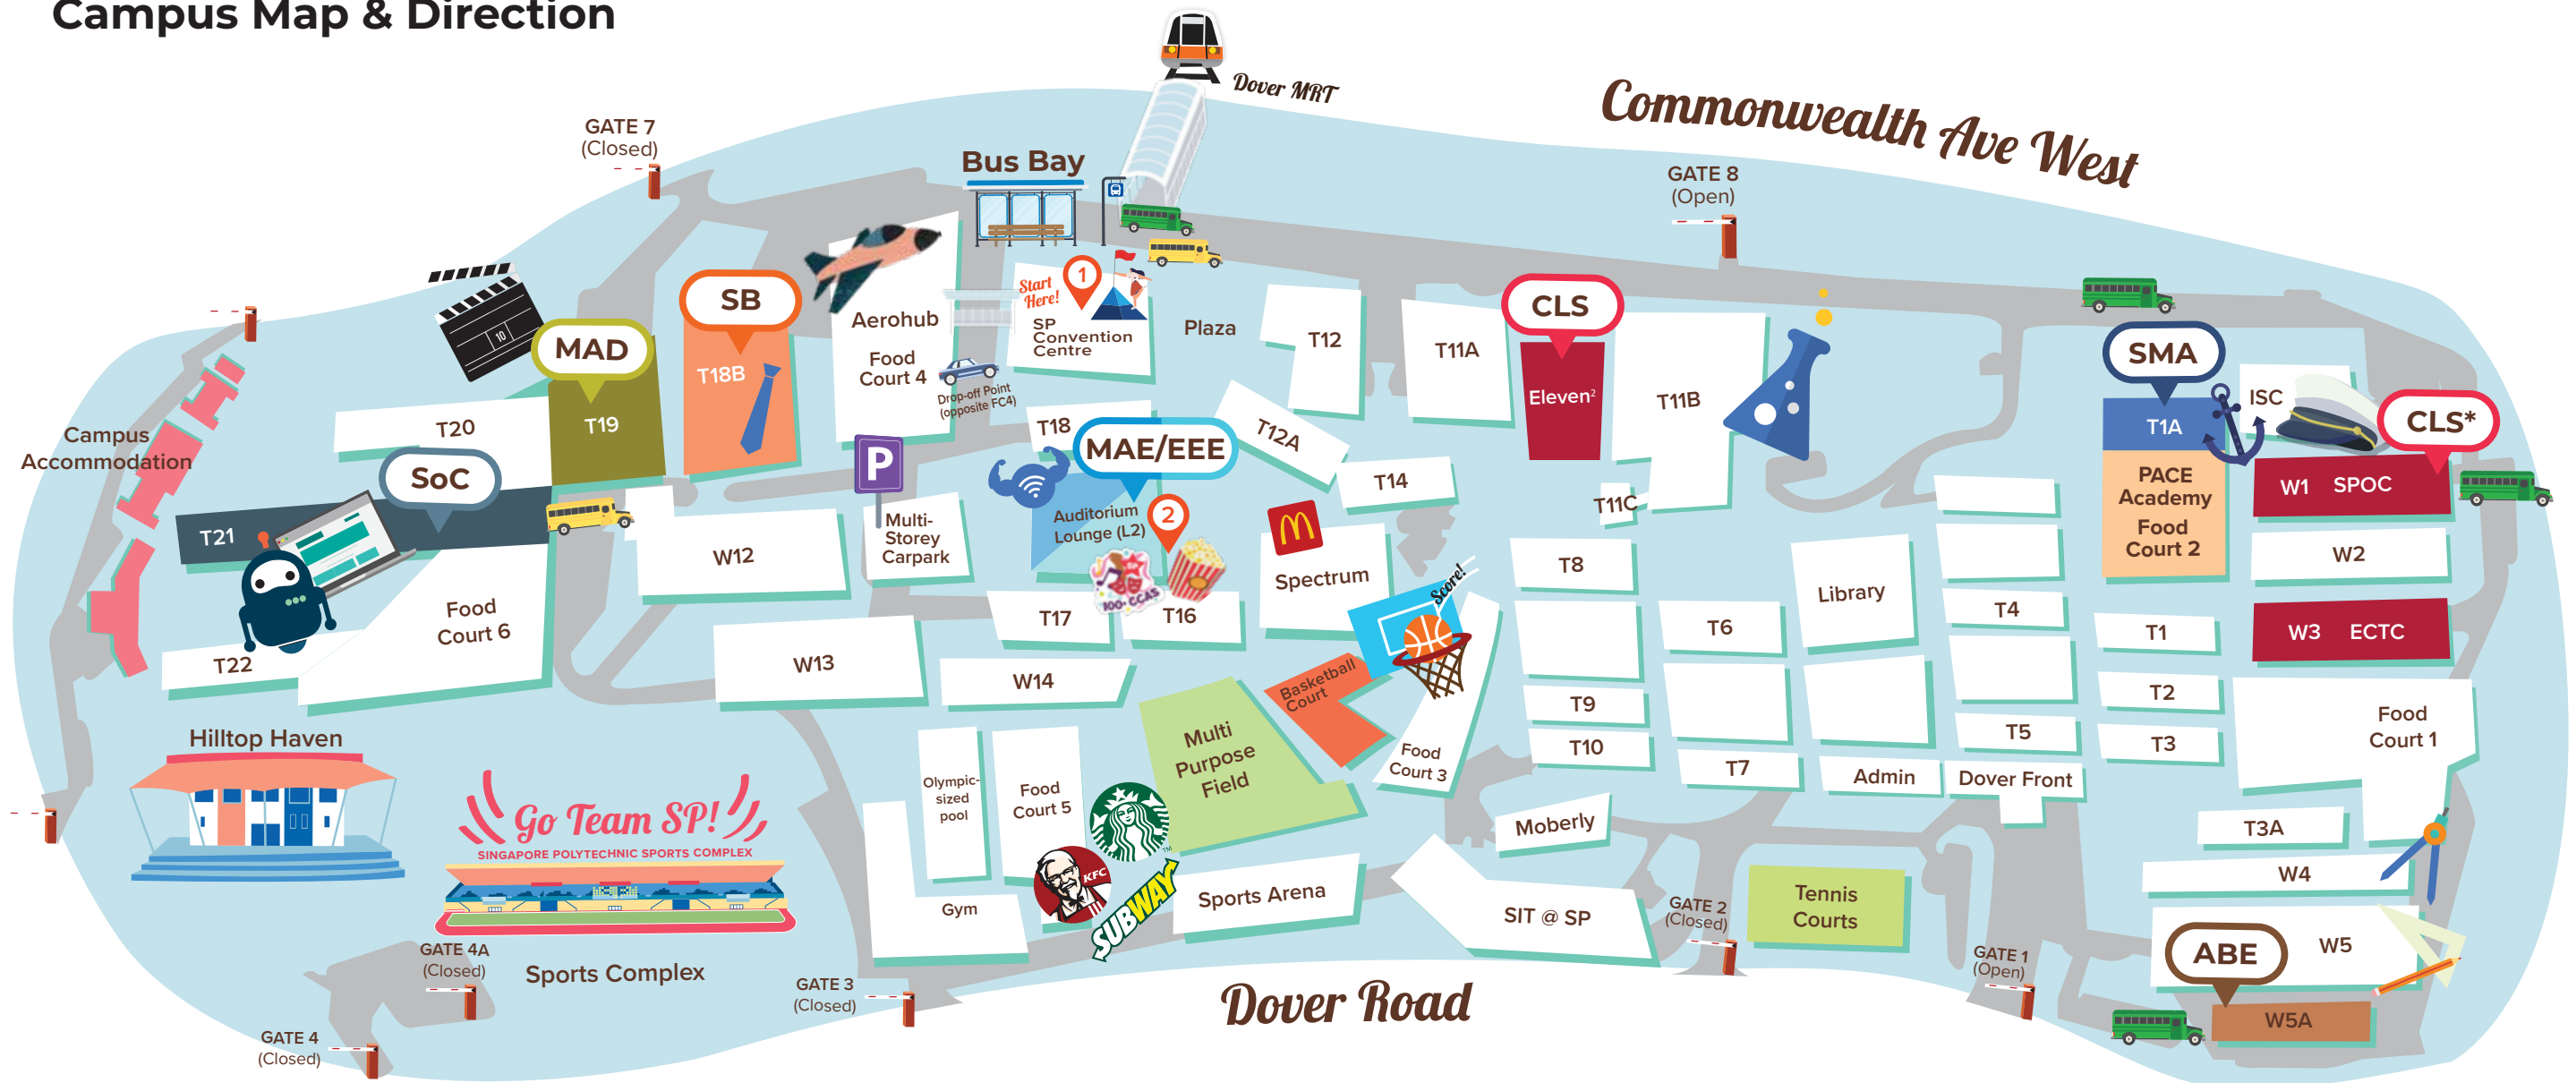 Campus Map & Direction
Dover MRT
Commonwealth Ave West
GATE 7
(Closed)
Bus Bay
GATE 8
(Open)
10
MAD
T19
SB
T18B
Aerohub
Food
Court 4
Start
Here!
1
SP
Convention
Centre
Drop-off Point
(opposite FC4)
Plaza
T12
T11A
CLS
Eleven²
T11B
SMA
T1A
ISC
CLS*
Campus
Accommodation
T20
SoC
T21
T18
MAE/EEE
T12A
T14
T11C
PACE
Academy
Food
Court 2
W1 SPOC
W2
W3 ECTC
P
Multi-
Storey
Carpark
Auditorium
Lounge (L2)
2
100+ CCAS
W12
Spectrum
Score!
T8
Library
T4
T1
Food
Court 6
T22
W13
T17
T16
W14
Basketball
Court
T6
T9
T10
T7
T5
T2
T3
Food
Court 1
Hilltop Haven
Multi
Purpose
Field
Food
Court 3
Admin
Dover Front
Olympic-
sized
pool
Food
Court 5
Go Team SP!
SINGAPORE POLYTECHNIC SPORTS COMPLEX
Moberly
T3A
W4
KFC
SUBWAY
TM
Gym
Sports Arena
SIT @ SP
Tennis
Courts
GATE 2
(Closed)
GATE 1
(Open)
ABE
W5
W5A
GATE 4A
(Closed)
Sports Complex
GATE 3
(Closed)
Dover Road
GATE 4
(Closed)